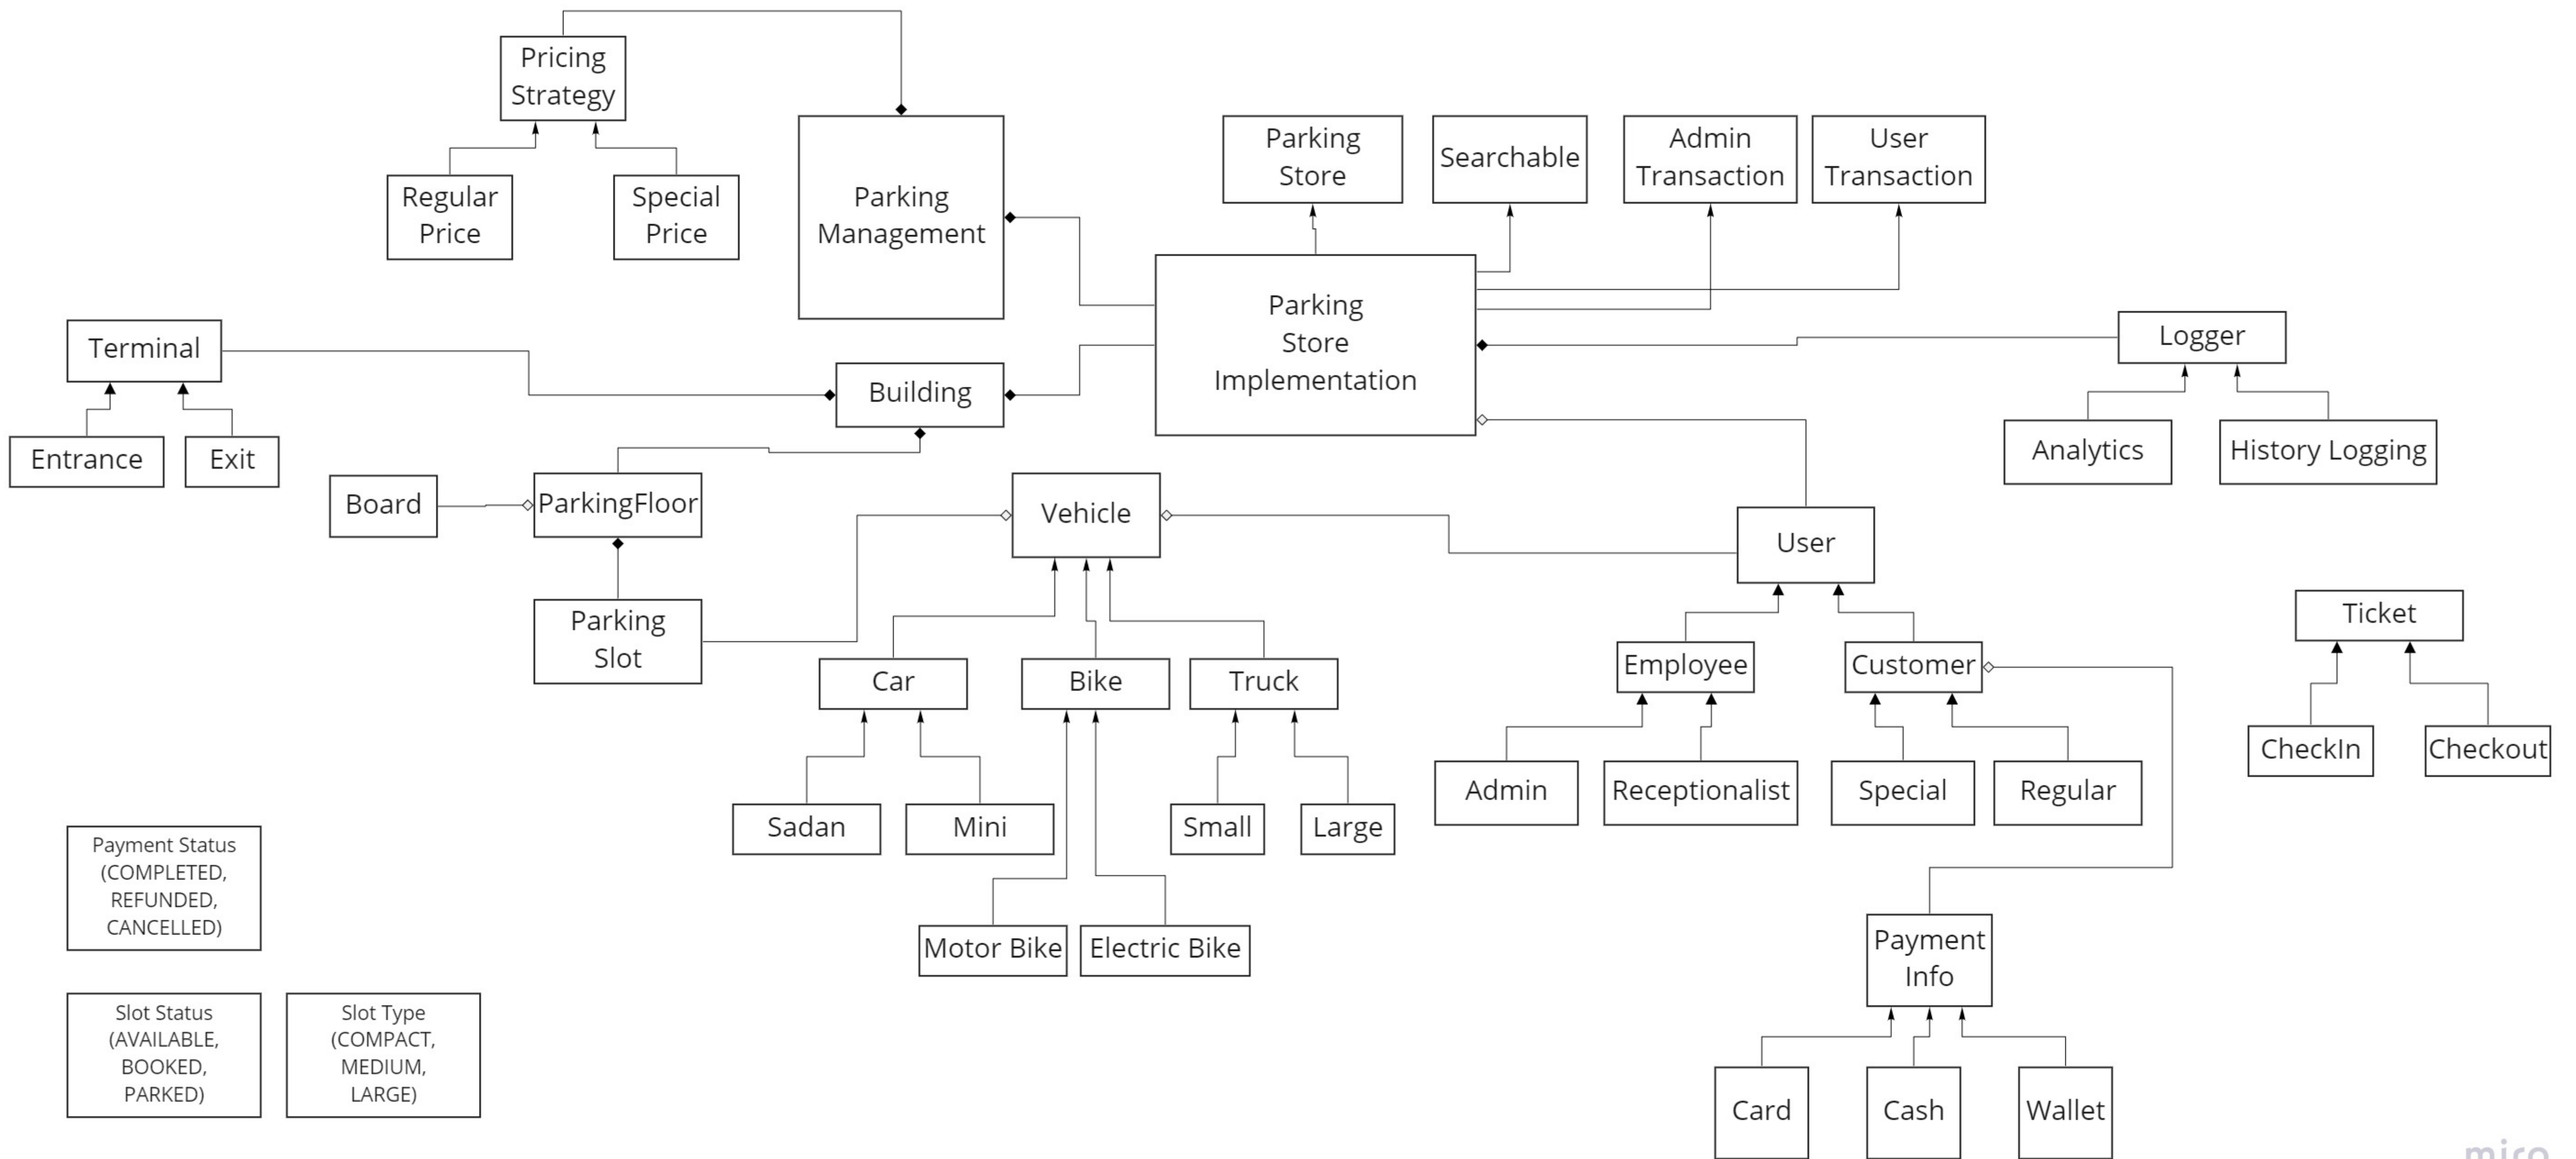 Pricing
Strategy
Regular
Price
Special
Price
Parking
Management
Parking
Store
Searchable
Admin
Transaction
User
Transaction
Parking
Store
Implementation
Terminal
Entrance
Exit
Building
Logger
Analytics
History Logging
Board
ParkingFloor
Parking
Slot
Vehicle
User
Car
Bike
Truck
Sadan
Mini
Small
Large
Motor Bike
Electric Bike
Employee
Customer
Admin
Receptionalist
Special
Regular
Ticket
CheckIn
Checkout
Payment Status
(COMPLETED,
REFUNDED,
CANCELLED)
Slot Status
(AVAILABLE,
BOOKED,
PARKED)
Slot Type
(COMPACT,
MEDIUM,
LARGE)
Payment
Info
Card
Cash
Wallet
miro